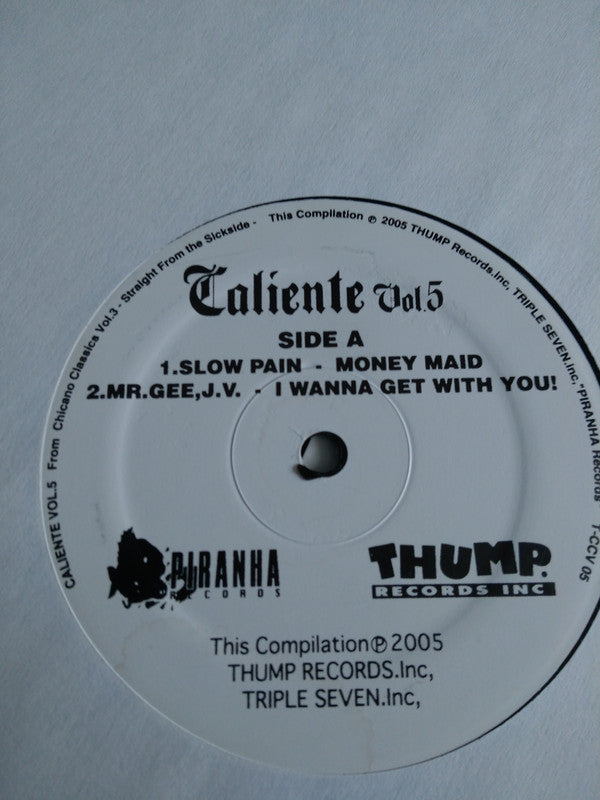 CALIENTE VOL.5 From Chicano Classics Vol.3 - Straight From the Sickside - This Compilation ℗ 2005 THUMP Records.Inc, TRIPLE SEVEN.Inc, "PIRANHA Records T-CCV 05
Caliente Vol.5
SIDE A
1.SLOW PAIN - MONEY MAID
2.MR.GEE,J.V. - I WANNA GET WITH YOU!
PIRANHA
RECORDS
THUMP.
RECORDS INC
This Compilation℗2005
THUMP RECORDS.Inc,
TRIPLE SEVEN.Inc,